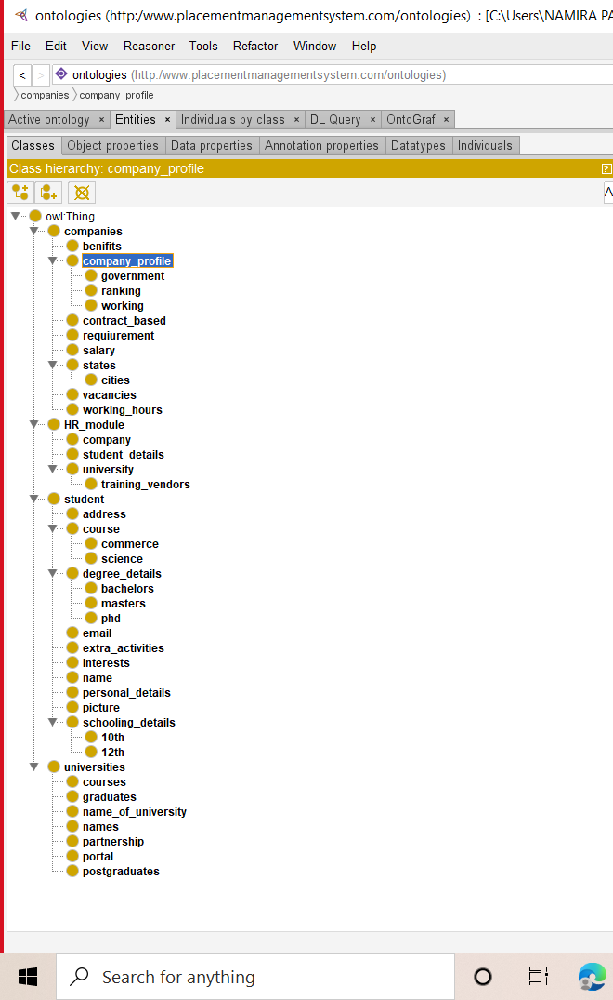 ontologies (http:/www.placementmanagementsystem.com/ontologies) : [C:\Users\NAMIRA PA
File Edit View Reasoner Tools Refactor Window Help
< > ontologies (http:/www.placementmanagementsystem.com/ontologies)
companies company_profile
Active ontology × Entities × Individuals by class × DL Query × OntoGraf ×
Classes Object properties Data properties Annotation properties Datatypes Individuals
Class hierarchy: company_profile ?
A
owl:Thing
companies
benifits
company_profile
government
ranking
working
contract_based
requiurement
salary
states
cities
vacancies
working_hours
HR_module
company
student_details
university
training_vendors
student
address
course
commerce
science
degree_details
bachelors
masters
phd
email
extra_activities
interests
name
personal_details
picture
schooling_details
10th
12th
universities
courses
graduates
name_of_university
names
partnership
portal
postgraduates
Search for anything